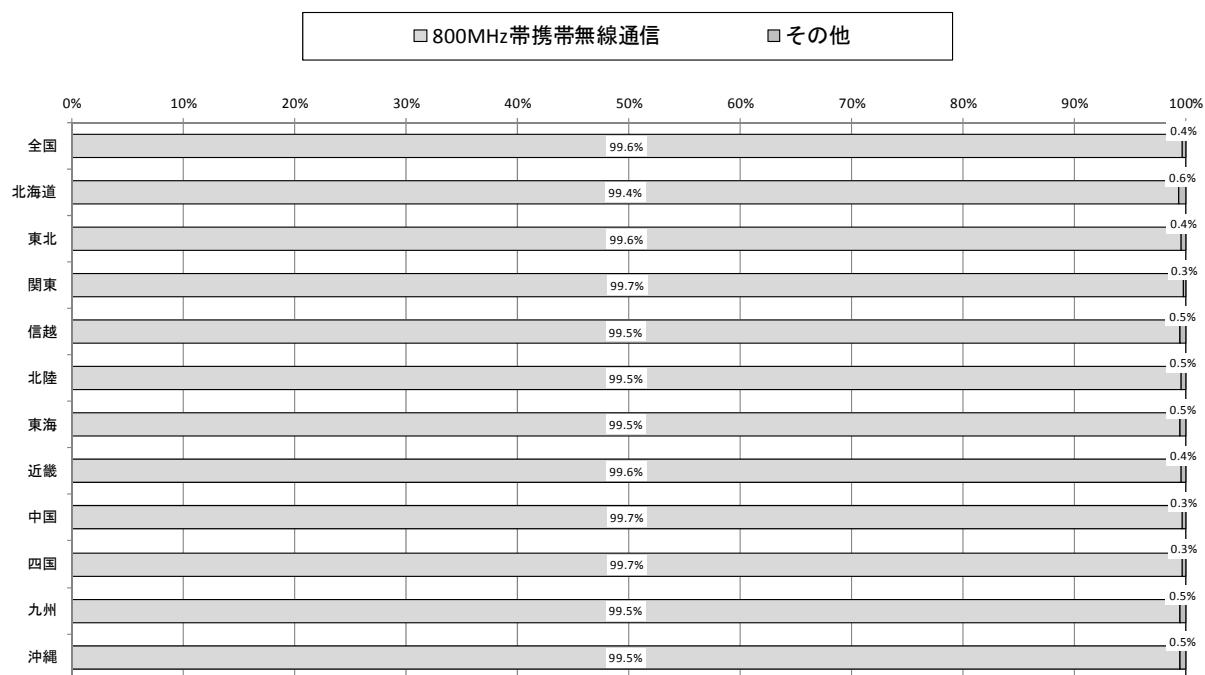 800MHz帯携帯無線通信 その他
0% 10% 20% 30% 40% 50% 60% 70% 80% 90% 100%
全国 99.6% 0.4%
北海道 99.4% 0.6%
東北 99.6% 0.4%
関東 99.7% 0.3%
信越 99.5% 0.5%
北陸 99.5% 0.5%
東海 99.5% 0.5%
近畿 99.6% 0.4%
中国 99.7% 0.3%
四国 99.7% 0.3%
九州 99.5% 0.5%
沖縄 99.5% 0.5%